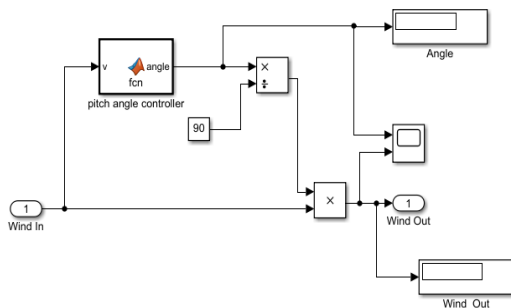 Angle
v
angle
fcn
pitch angle controller
×
÷
90
×
1
Wind In
1
Wind Out
Wind_Out